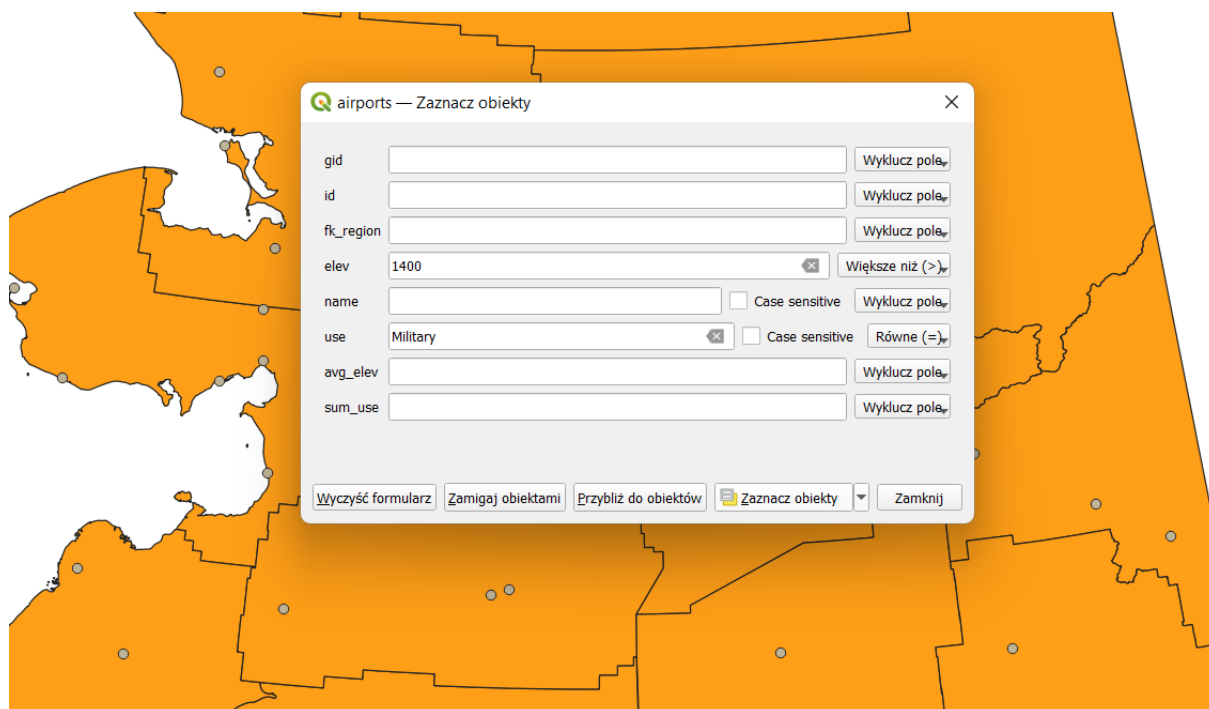 airports — Zaznacz obiekty
gid Wyklucz pole
id Wyklucz pole
fk_region Wyklucz pole
elev 1400 Większe niż (>)
name Case sensitive Wyklucz pole
use Military Case sensitive Równe (=)
avg_elev Wyklucz pole
sum_use Wyklucz pole
Wyczyść formularz Zamigaj obiektami Przybliż do obiektów Zaznacz obiekty Zamknij